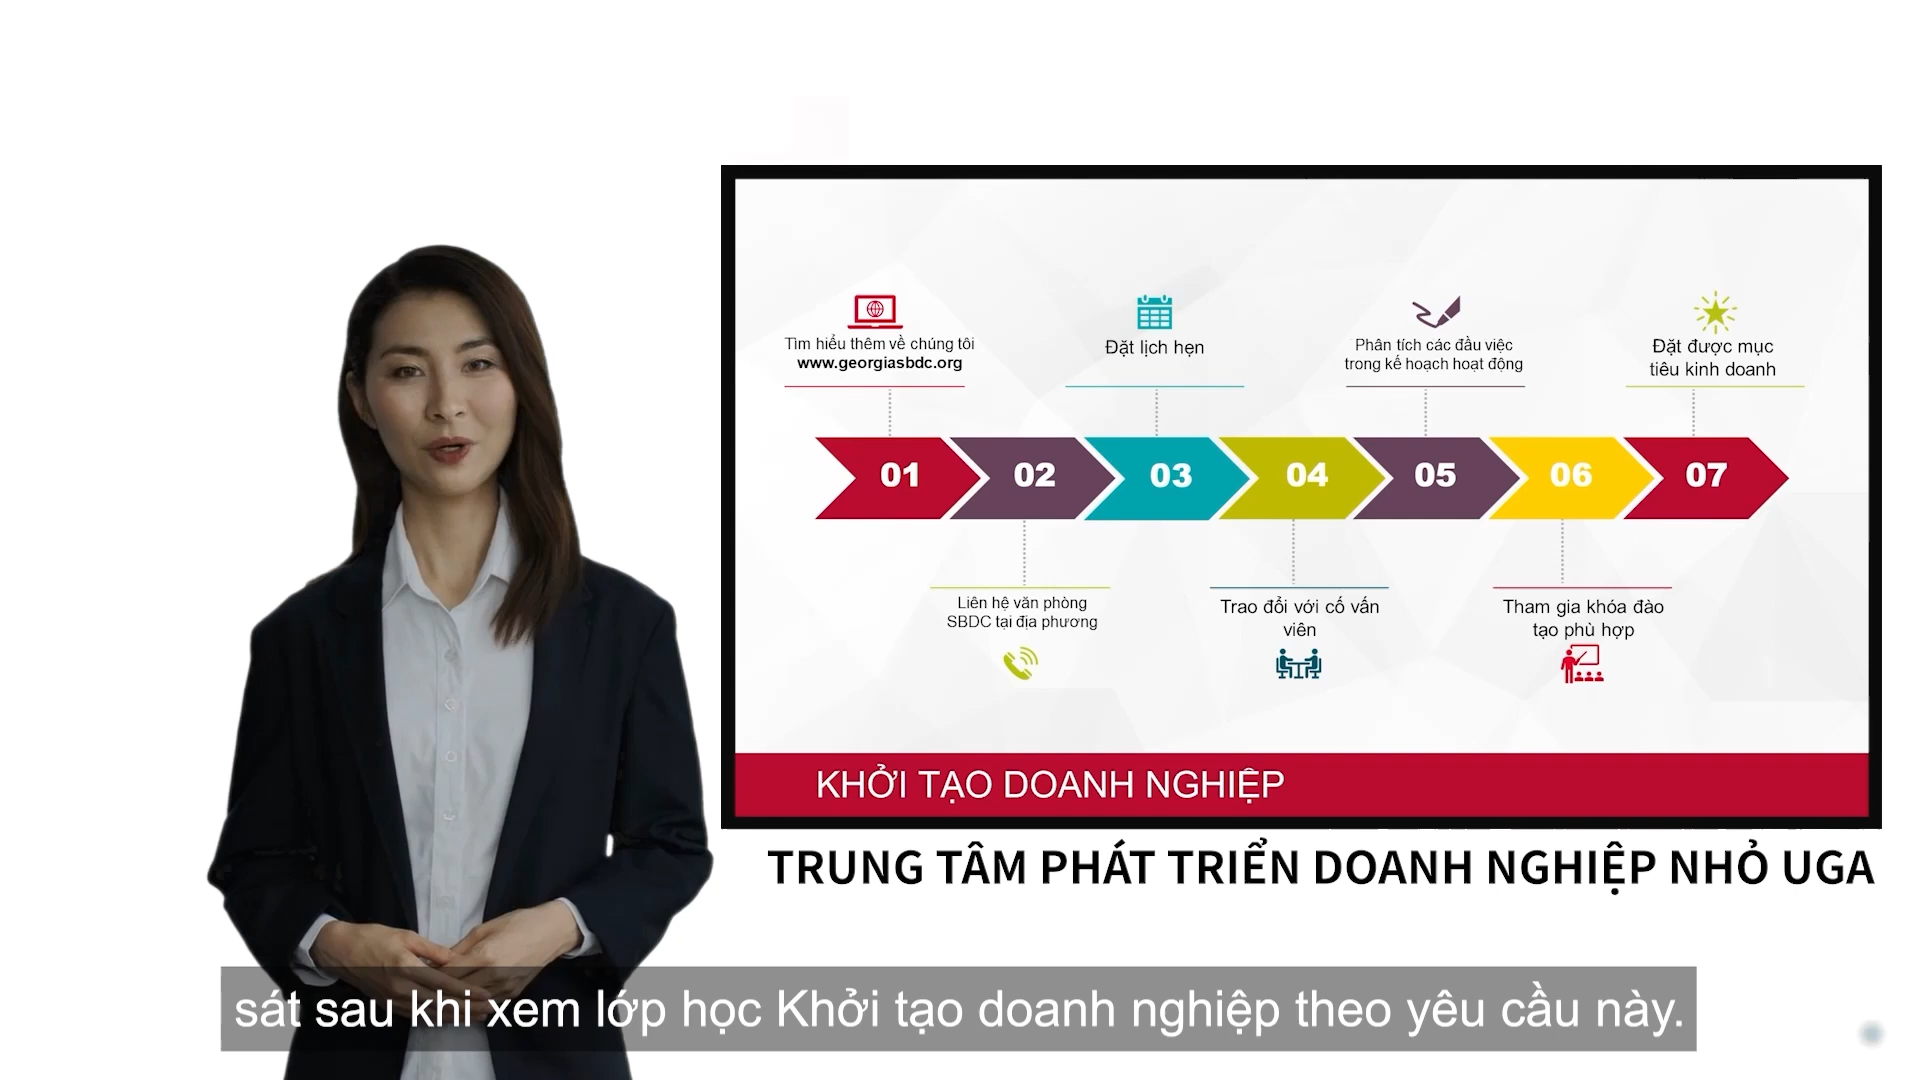 Tìm hiểu thêm về chúng tôi
www.georgiasbdc.org
Đặt lịch hẹn
Phân tích các đầu việc
trong kế hoạch hoạt động
Đặt được mục
tiêu kinh doanh
01
02
03
04
05
06
07
Liên hệ văn phòng
SBDC tại địa phương
Trao đổi với cố vấn
viên
Tham gia khóa đào
tạo phù hợp
KHỞI TẠO DOANH NGHIỆP
TRUNG TÂM PHÁT TRIỂN DOANH NGHIỆP NHỎ UGA
sát sau khi xem lớp học Khởi tạo doanh nghiệp theo yêu cầu này.